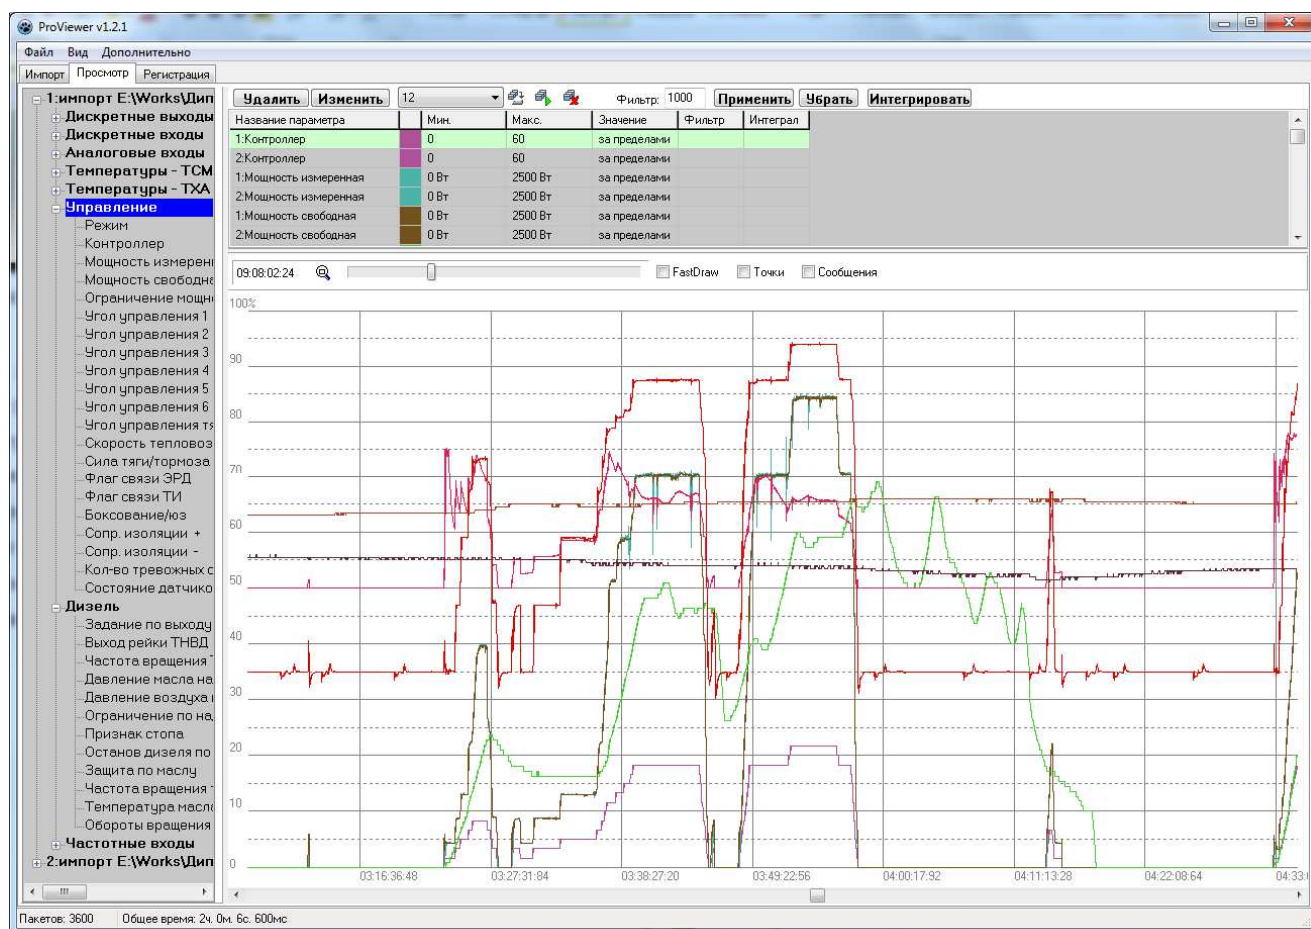 ProViewer v1.2.1
Файл Вид Дополнительно
Импорт Просмотр Регистрация
1:импорт E:\Works\Дип
Дискретные выходы
Дискретные входы
Аналоговые входы
Температуры - ТСМ
Температуры - ТХА
Управление
Режим
Контроллер
Мощность измерен
Мощность свободна
Ограничение мощн
Угол управления 1
Угол управления 2
Угол управления 3
Угол управления 4
Угол управления 5
Угол управления 6
Угол управления тя
Скорость тепловоз
Сила тяги/тормоза
Флаг связи ЭРД
Флаг связи ТИ
Боксование/юз
Сопр. изоляции +
Сопр. изоляции -
Кол-во тревожных с
Состояние датчико
Дизель
Задание по выходу
Выход рейки ТНВД
Частота вращения
Давление масла на
Давление воздуха
Ограничение по на
Признак стопа
Останов дизеля по
Защита по маслу
Частота вращения
Температура масла
Обороты вращения
Частотные входы
2:импорт E:\Works\Дип
Удалить Изменить 12 Фильтр: 1000 Применить Убрать Интегрировать
Название параметра Мин. Макс. Значение Фильтр Интеграл
1:Контроллер 0 60 за пределами
2:Контроллер 0 60 за пределами
1:Мощность измеренная 0 Вт 2500 Вт за пределами
2:Мощность измеренная 0 Вт 2500 Вт за пределами
1:Мощность свободная 0 Вт 2500 Вт за пределами
2:Мощность свободная 0 Вт 2500 Вт за пределами
09:08:02:24 FastDraw Точки Сообщения
100%
90
80
70
60
50
40
30
20
10
0
03:16:36:48 03:27:31:84 03:38:27:20 03:49:22:56 04:00:17:92 04:11:13:28 04:22:08:64 04:33:
Пакетов: 3600 Общее время: 2ч. 0м. 6с. 600мс